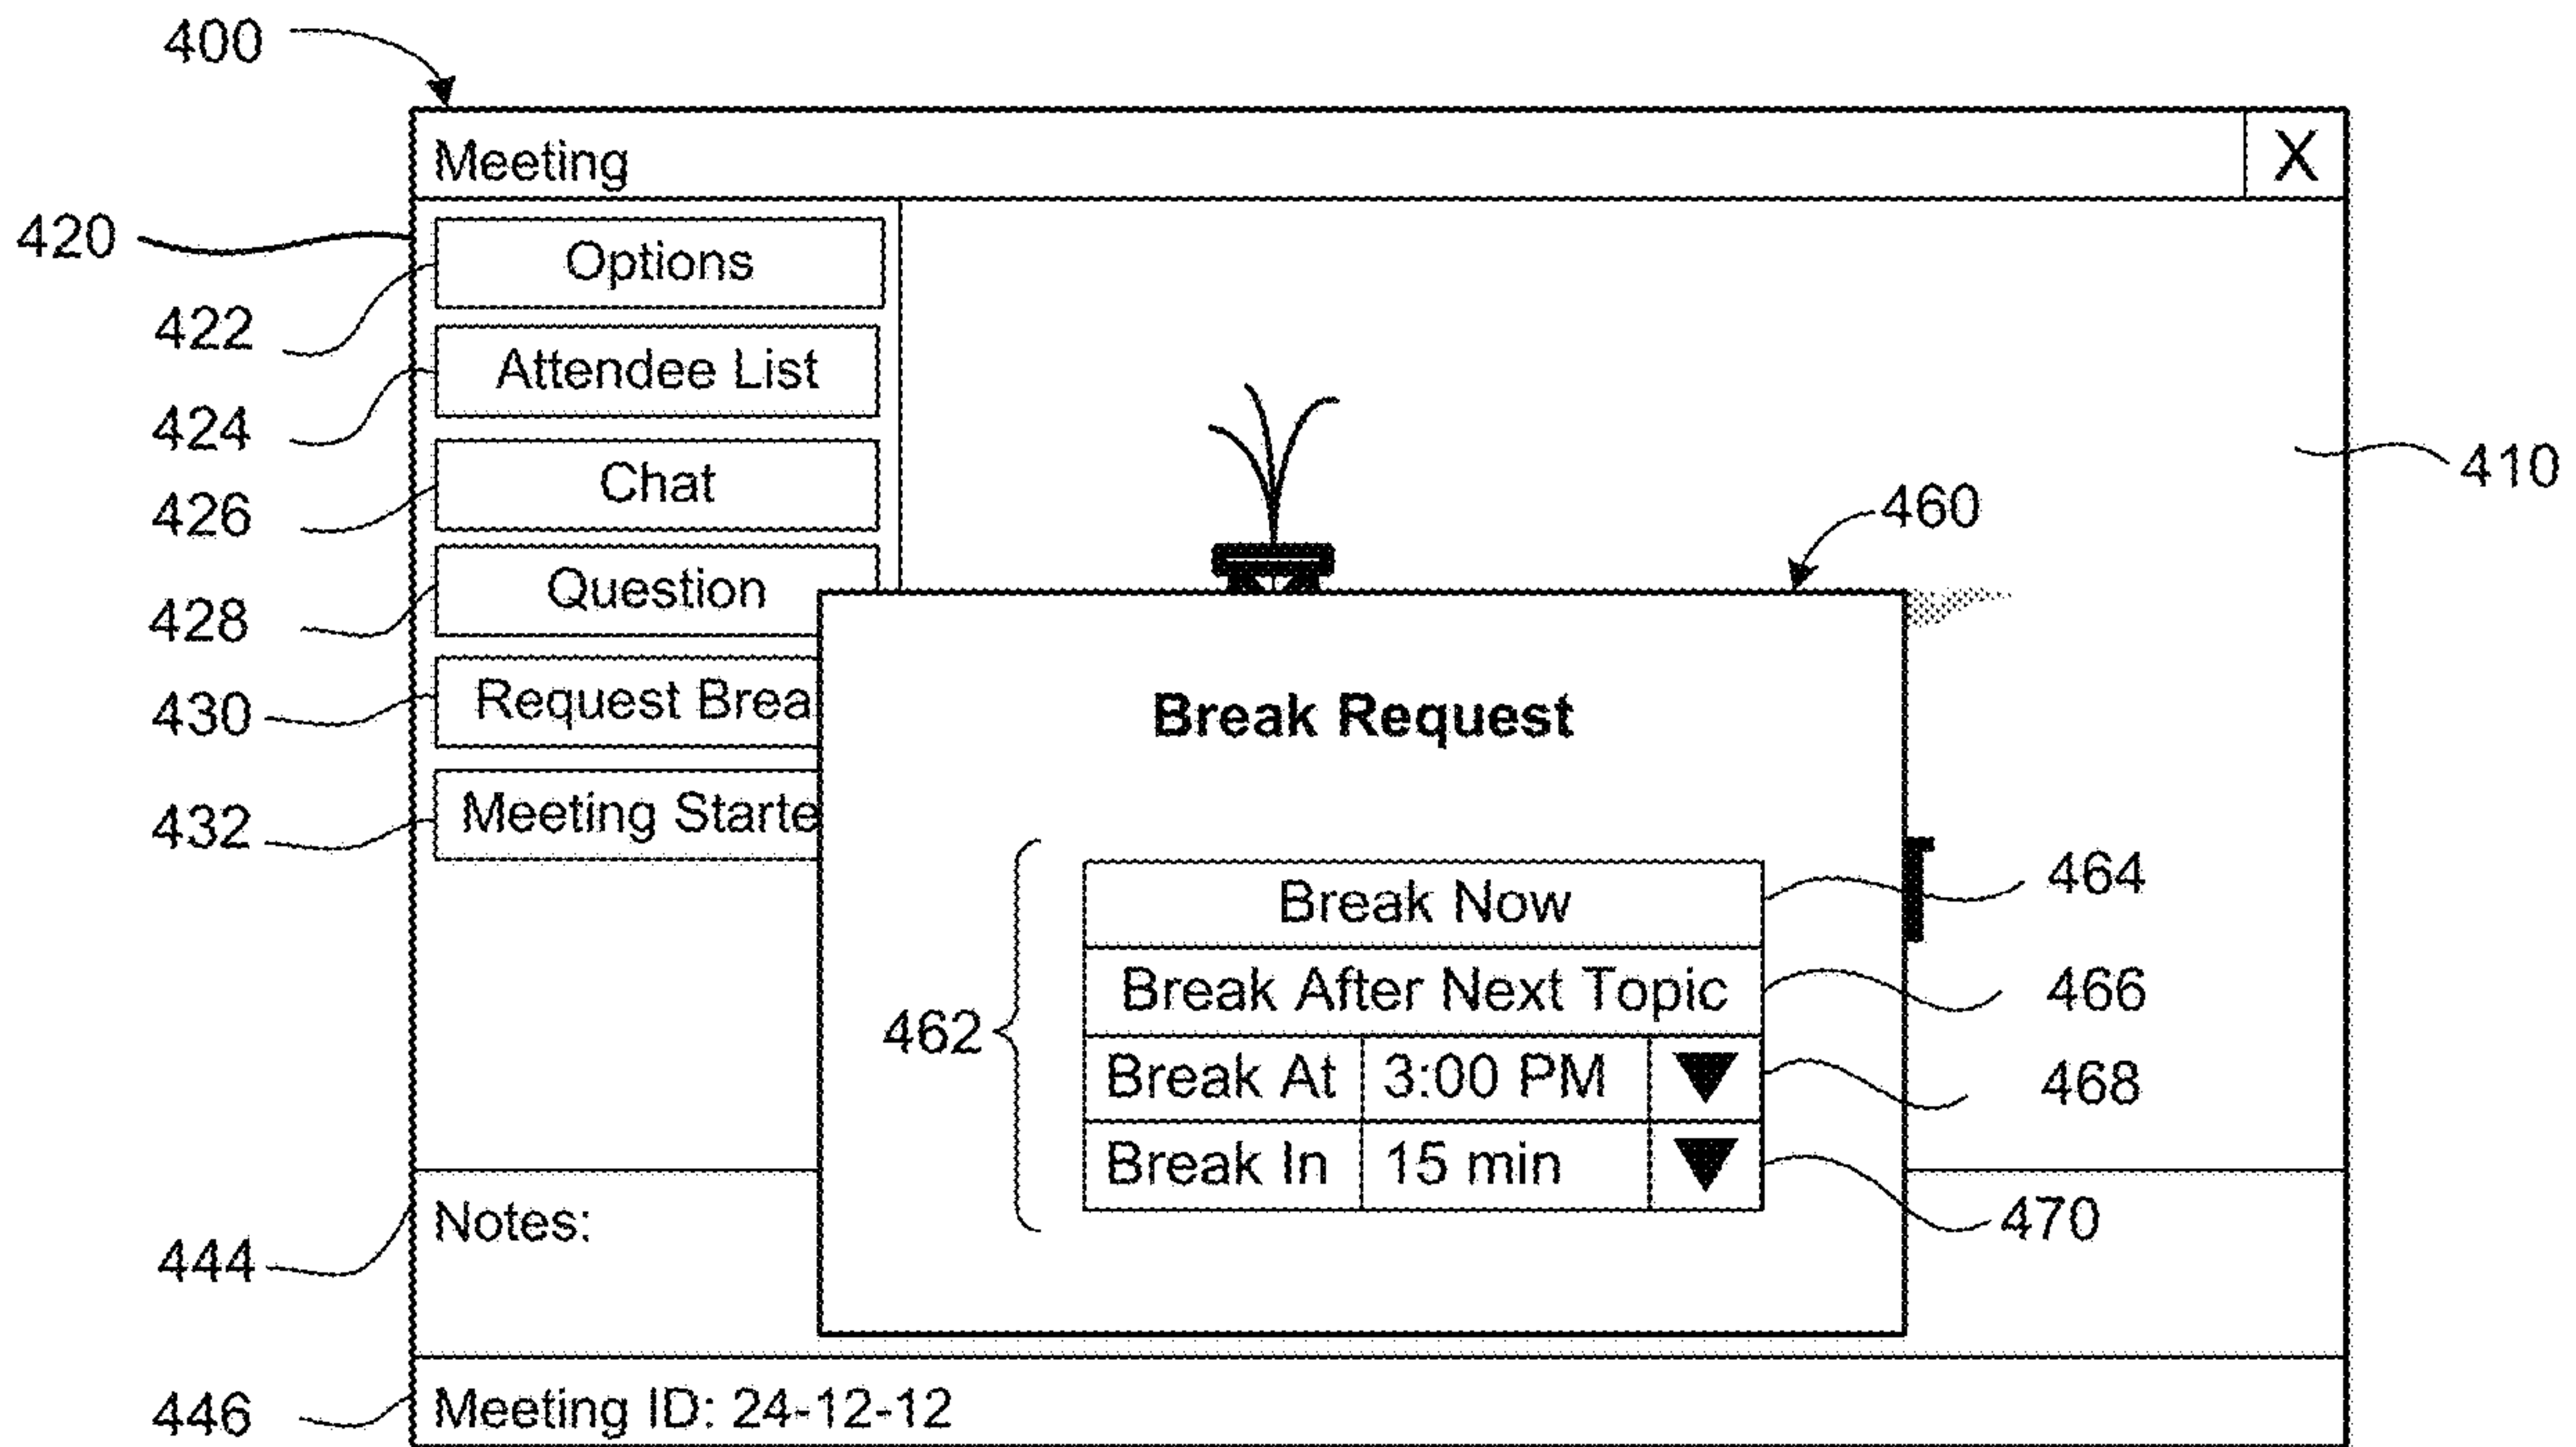 400
Meeting X
420
Options
422
Attendee List
424
Chat
426
410
460
Question
428
Request Brea
430
Break Request
Meeting Starte
432
Break Now
464
Break After Next Topic
466
462
Break At 3:00 PM
468
Break In 15 min
470
Notes:
444
Meeting ID: 24-12-12
446